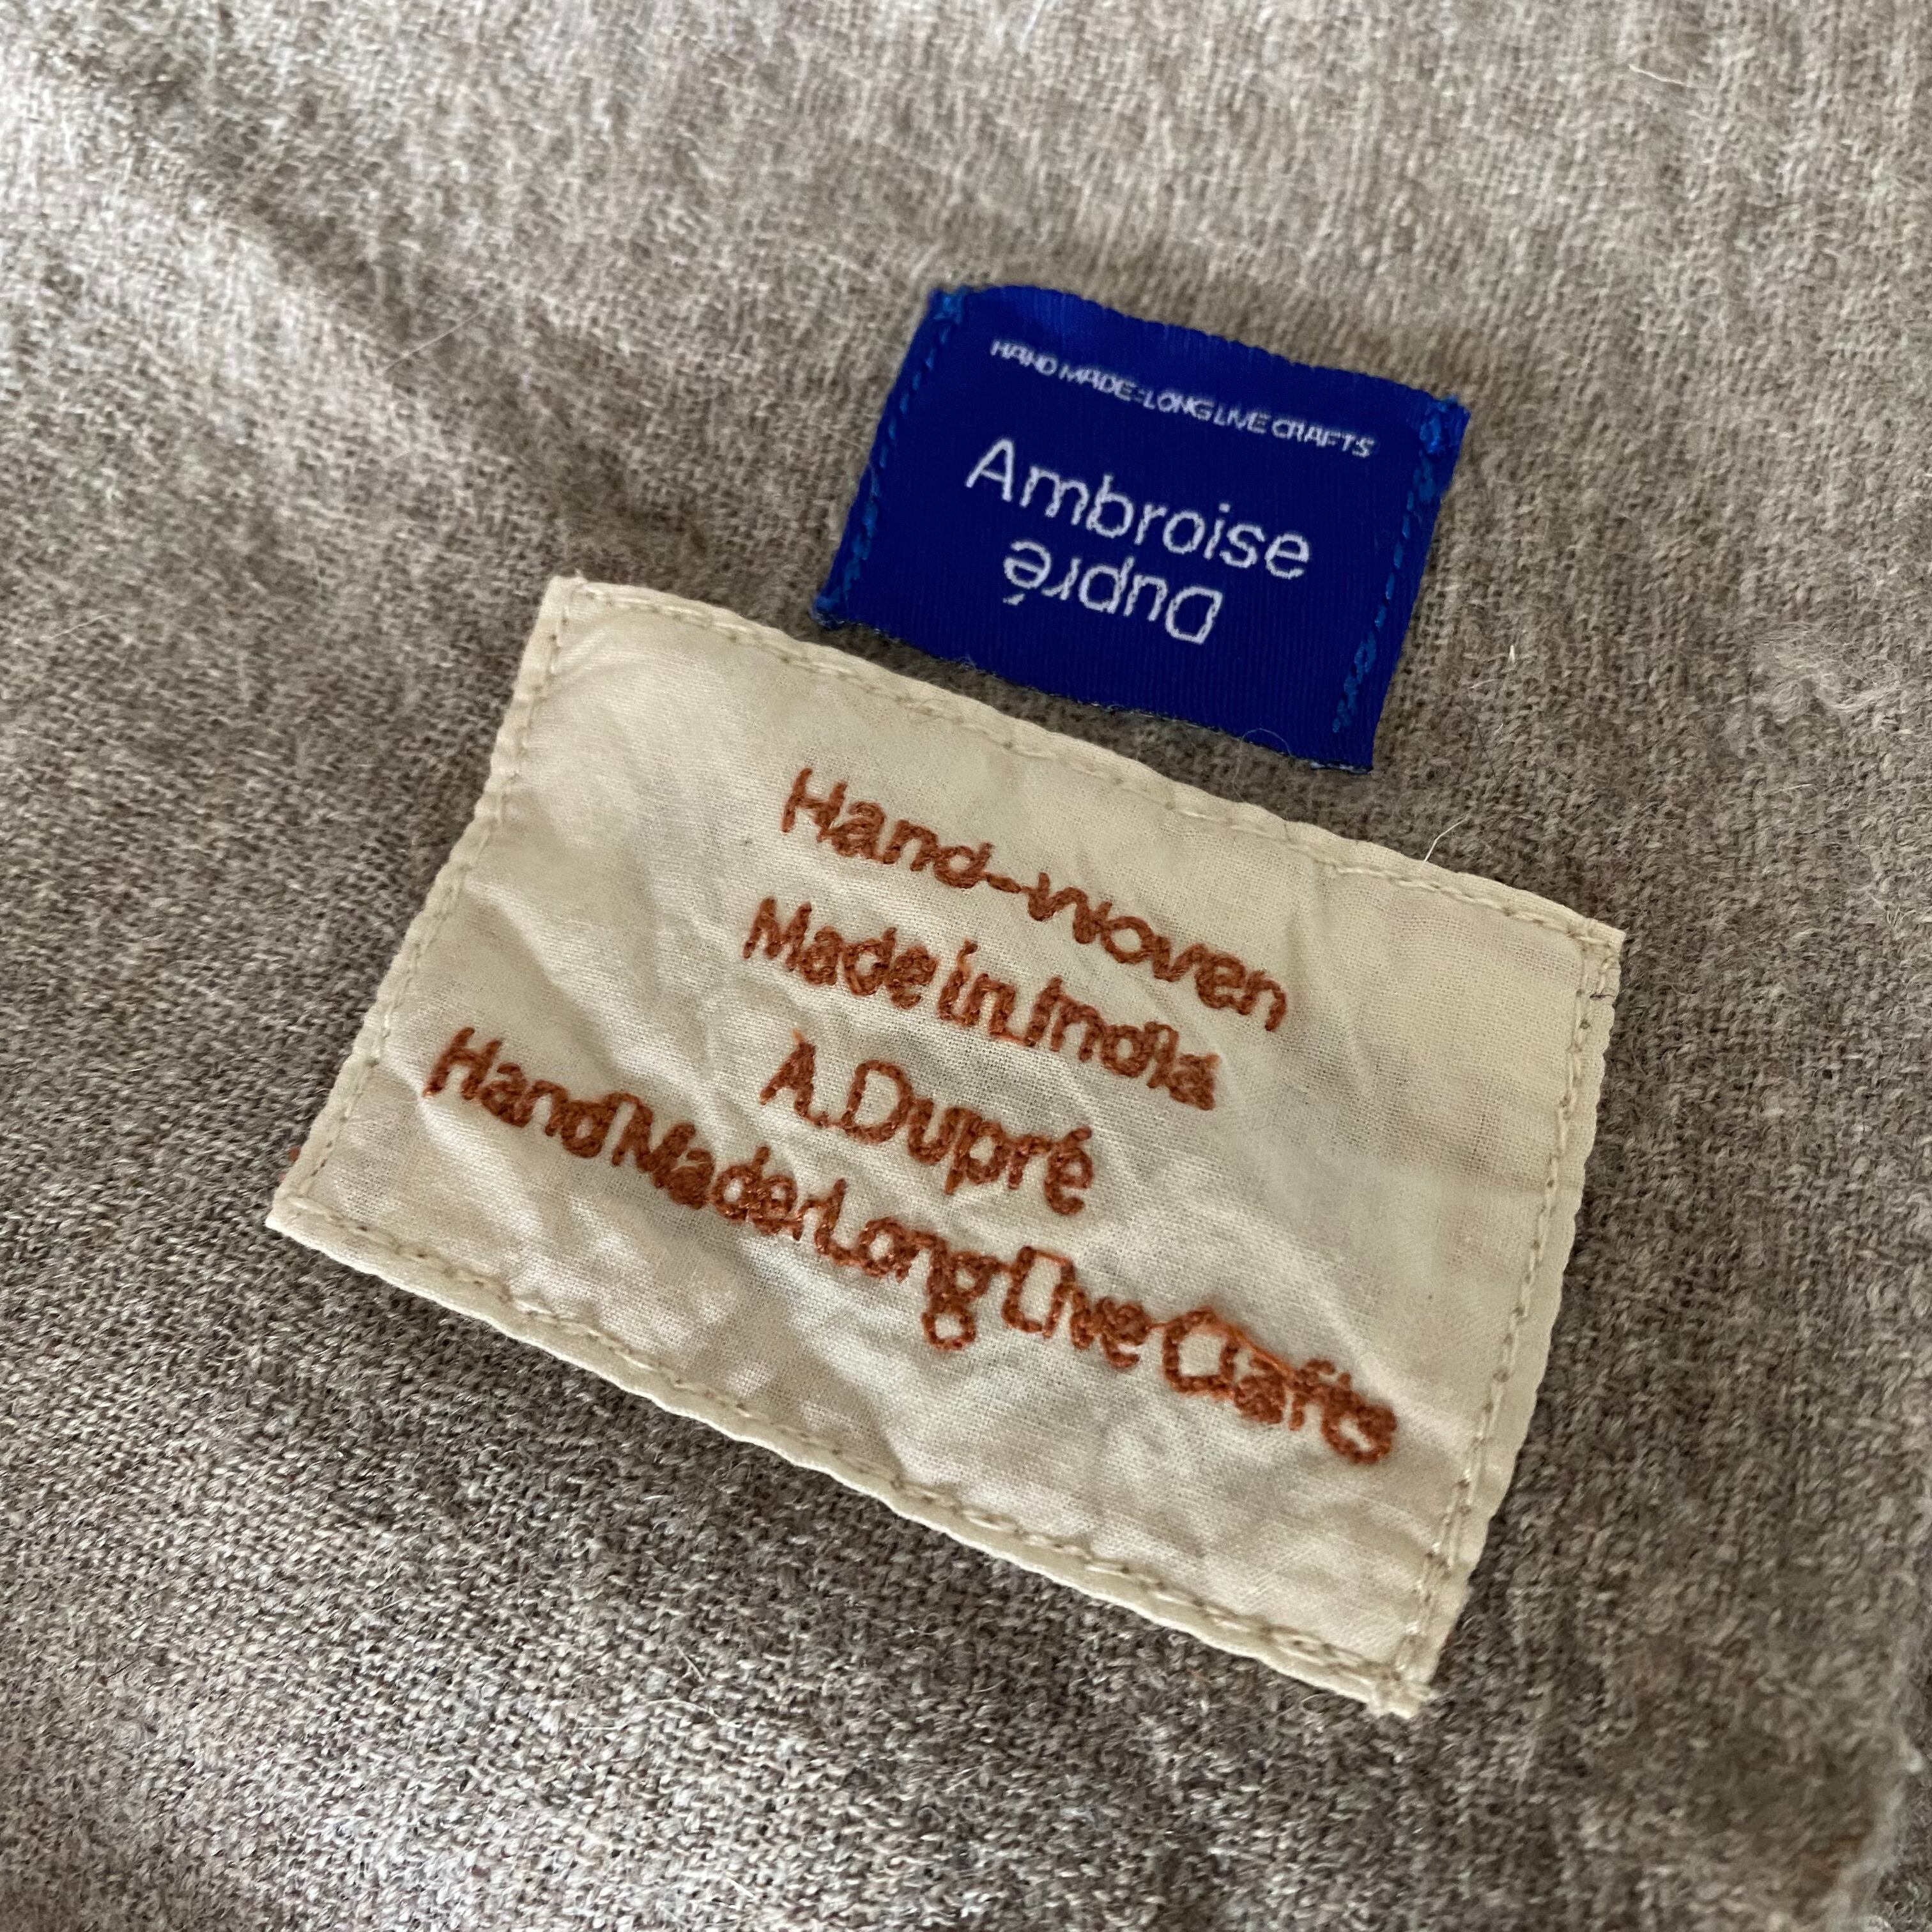 HAND MADE-LONG LIVE CRAFTS
Ambroise
Dupré
Hand-woven
Made in India
A.Dupré
Hand Made-Long Live Crafts